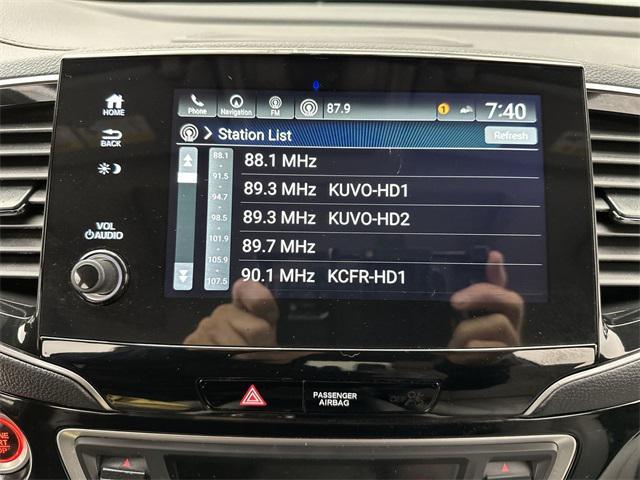 Phone
Navigation
FM
87.9
1
7:40
Station List
Refresh
88.1
91.5
94.7
98.5
101.9
105.9
107.5
88.1 MHz
89.3 MHz KUVO-HD1
89.3 MHz KUVO-HD2
89.7 MHz
90.1 MHz KCFR-HD1
HOME
BACK
VOL
AUDIO
PASSENGER
AIRBAG
OFF